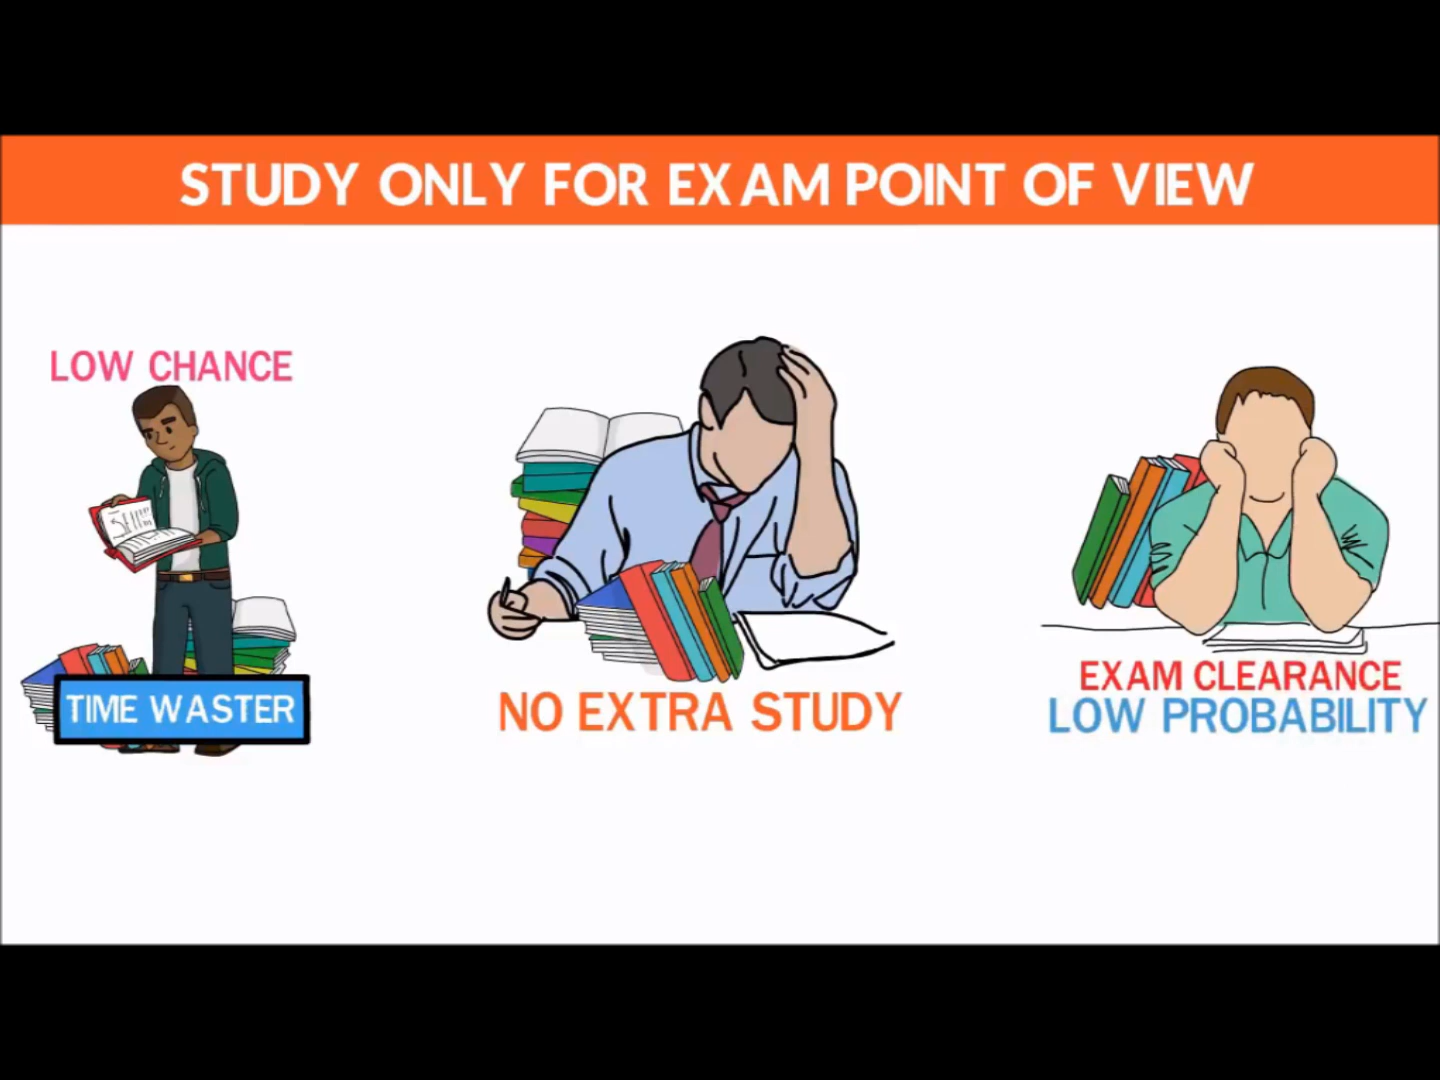 STUDY ONLY FOR EXAM POINT OF VIEW
LOW CHANCE
TIME WASTER
NO EXTRA STUDY
EXAM CLEARANCE
LOW PROBABILITY